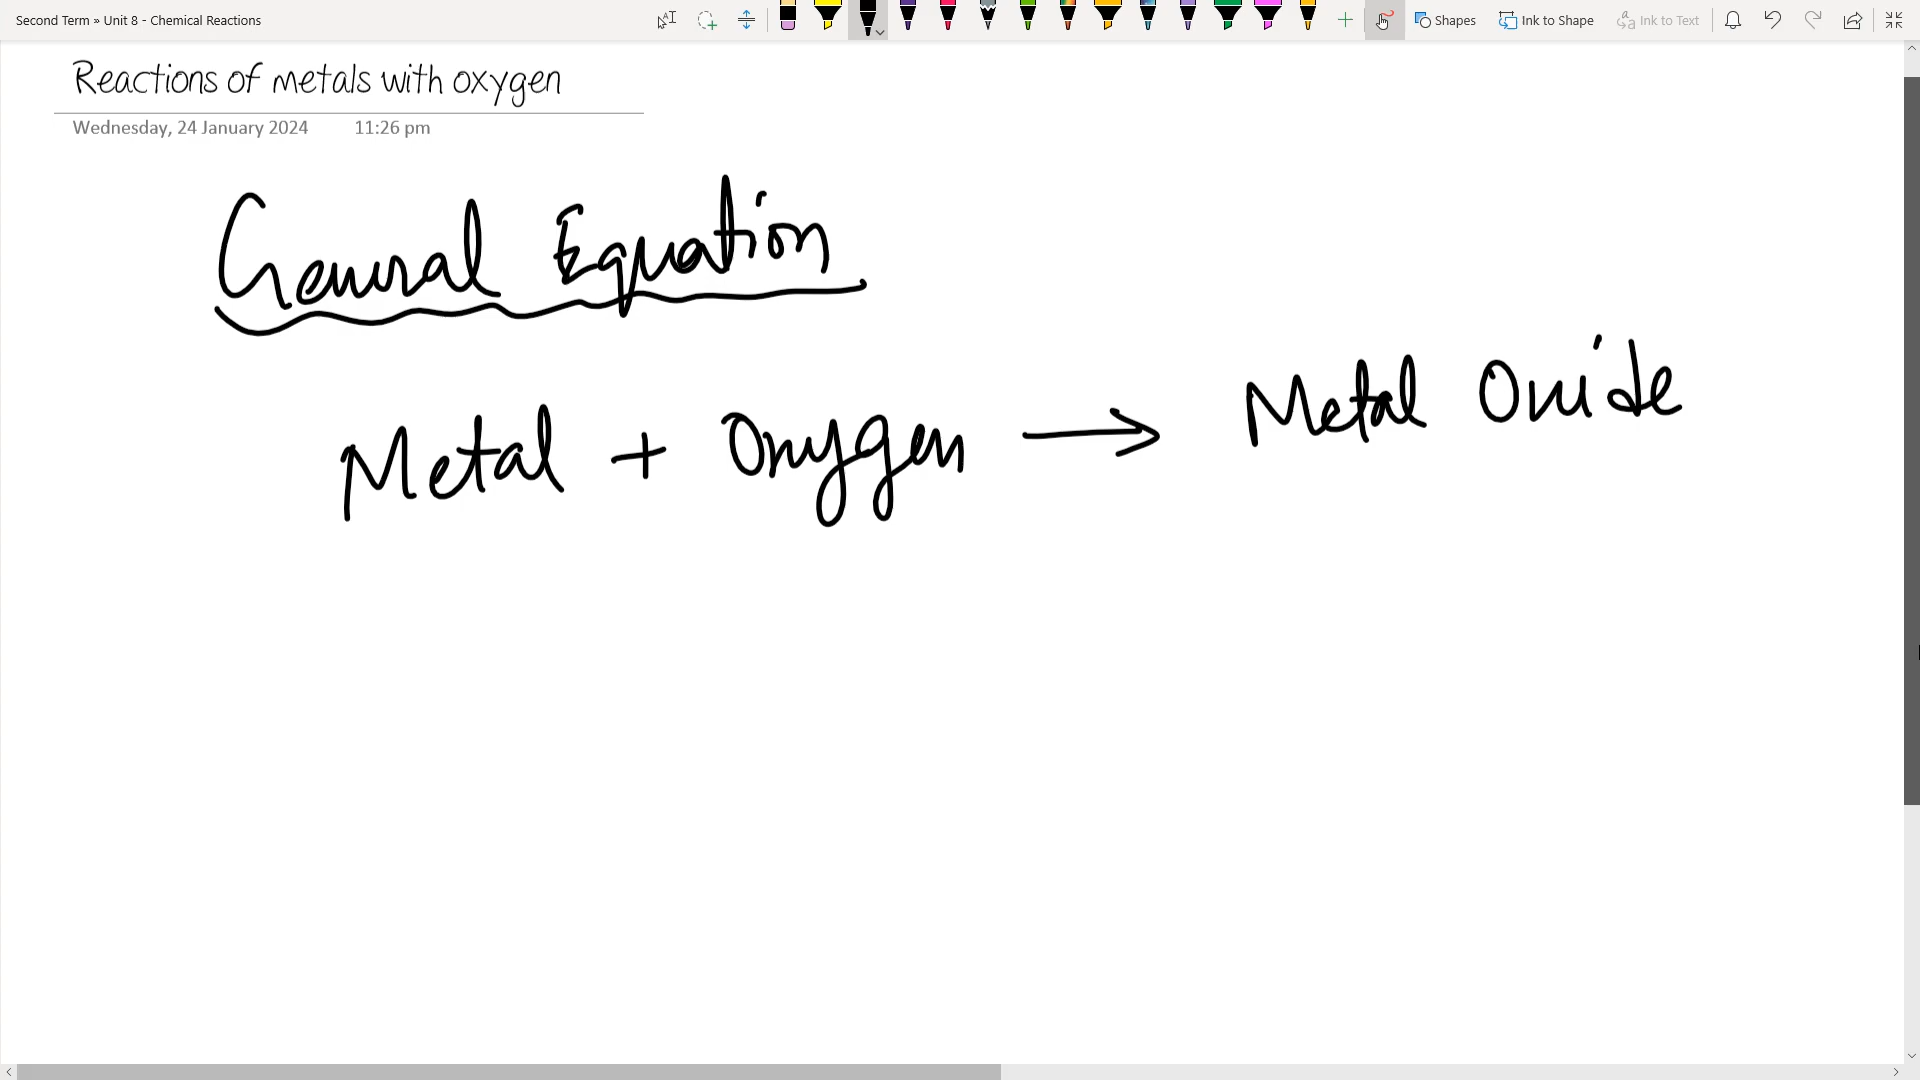 Second Term » Unit 8 - Chemical Reactions
Shapes
Ink to Shape
Ink to Text
Reactions of metals with oxygen
Wednesday, 24 January 2024 11:26 pm
General Equation
Metal + Oxygen → Metal Oxide